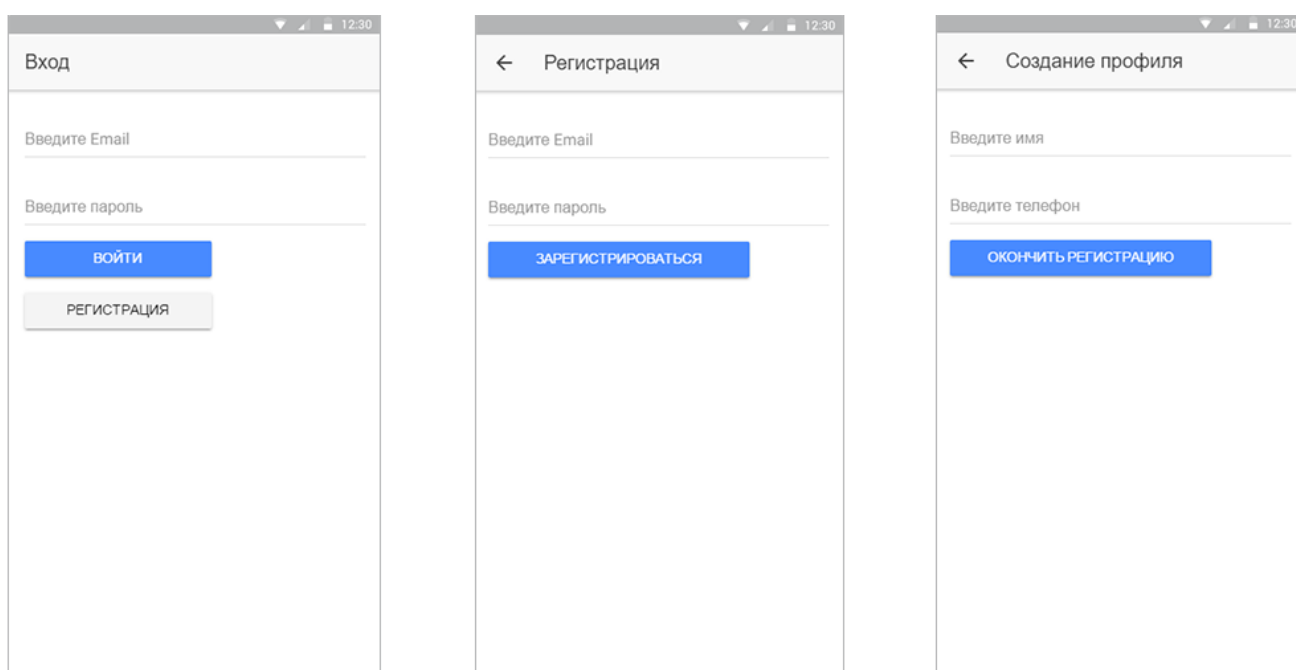 12:30
Вход
Введите Email
Введите пароль
ВОЙТИ
РЕГИСТРАЦИЯ
12:30
Регистрация
Введите Email
Введите пароль
ЗАРЕГИСТРИРОВАТЬСЯ
12:30
Создание профиля
Введите имя
Введите телефон
ОКОНЧИТЬ РЕГИСТРАЦИЮ